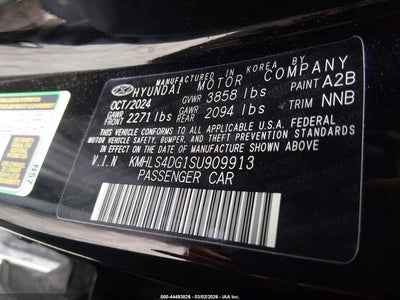 MANUFACTURED IN KOREA BY
HYUNDAI MOTOR COMPANY
OCT/2024 GVWR 3858 lbs PAINT A2B
GAWR FRONT 2271 lbs GAWR REAR 2094 lbs TRIM NNB
THIS VEHICLE CONFORMS TO ALL APPLICABLE U.S.A. FEDERAL
MOTOR VEHICLE SAFETY, BUMPER, AND THEFT PREVENTION STANDARDS
IN EFFECT ON THE DATE OF MANUFACTURE SHOWN ABOVE.
V.I.N KMHLS4DG1SU909913
PASSENGER CAR
000-44493826 - 03/02/2026 - IAA Inc.